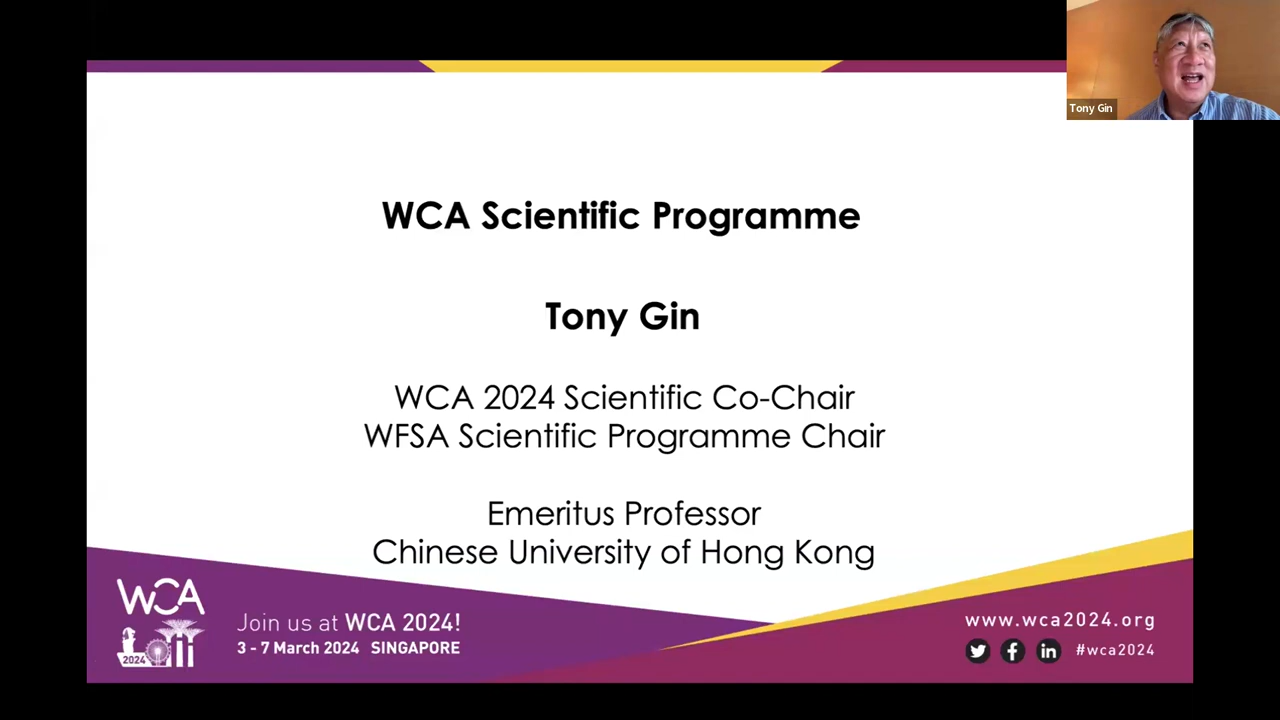 Tony Gin
WCA Scientific Programme
Tony Gin
WCA 2024 Scientific Co-Chair
WFSA Scientific Programme Chair
Emeritus Professor
Chinese University of Hong Kong
WCA
2024
Join us at WCA 2024!
3 - 7 March 2024 SINGAPORE
www.wca2024.org
#wca2024